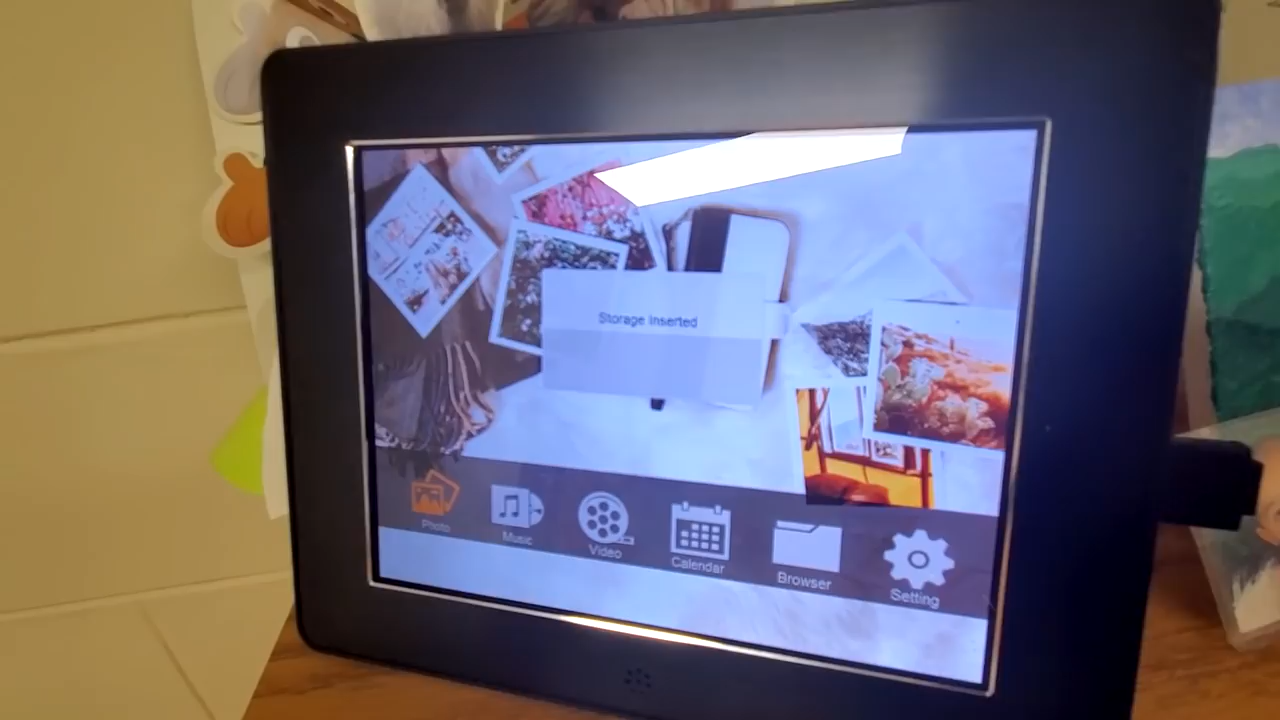 Storage Inserted
Photo
Music
Video
Calendar
Browser
Setting